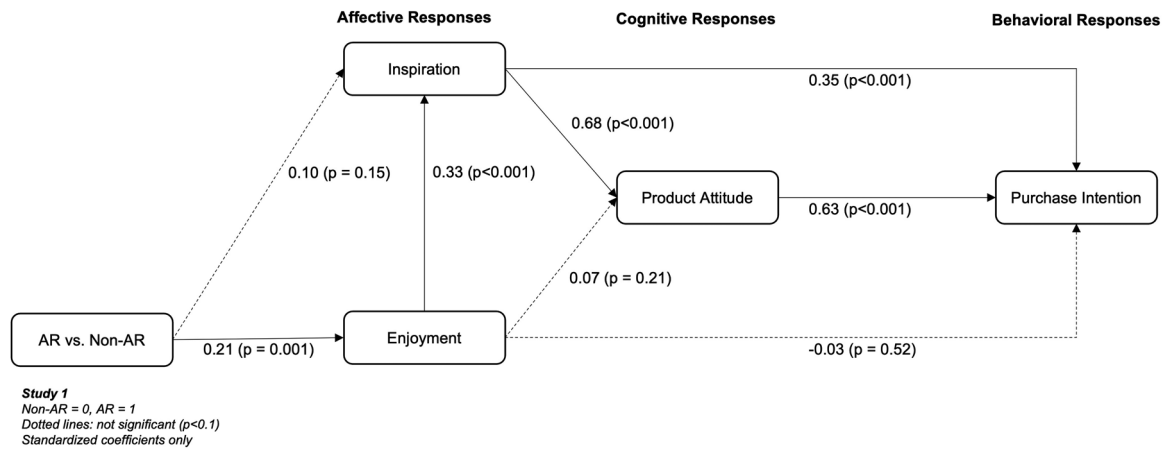 Affective Responses
Cognitive Responses
Behavioral Responses
Inspiration
0.35 (p<0.001)
0.68 (p<0.001)
0.10 (p = 0.15)
0.33 (p<0.001)
Product Attitude
0.63 (p<0.001)
Purchase Intention
0.07 (p = 0.21)
AR vs. Non-AR
0.21 (p = 0.001)
Enjoyment
-0.03 (p = 0.52)
Study 1
Non-AR = 0, AR = 1
Dotted lines: not significant (p<0.1)
Standardized coefficients only